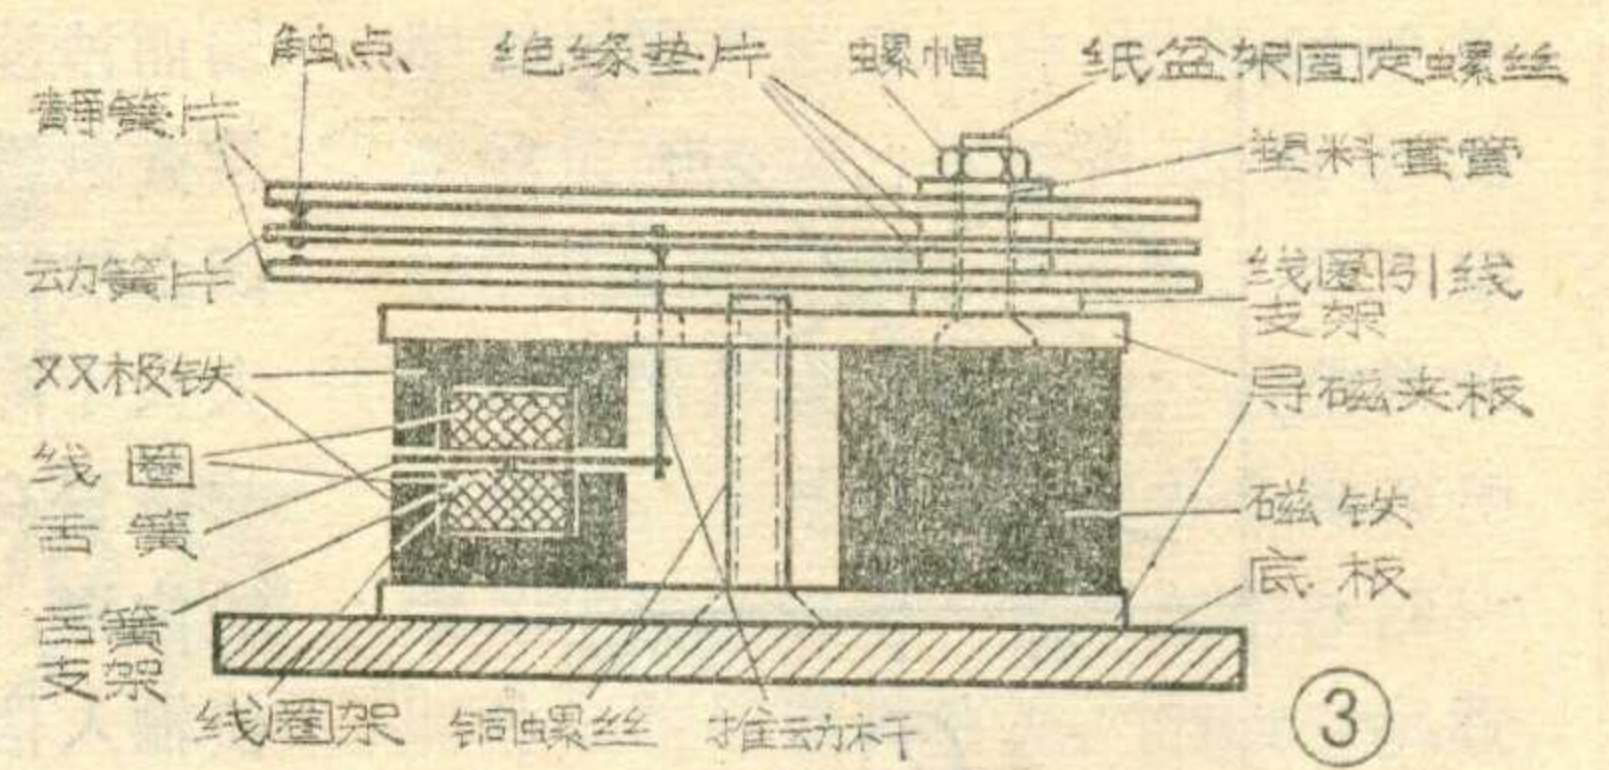 触点 绝缘垫片 螺帽 纸盆架固定螺丝
静簧片
塑料套管
动簧片
线圈引线
支架
双极铁
导磁夹板
线圈
舌簧
磁铁
底板
舌簧
支架
线圈架 铜螺丝 推动杆
③